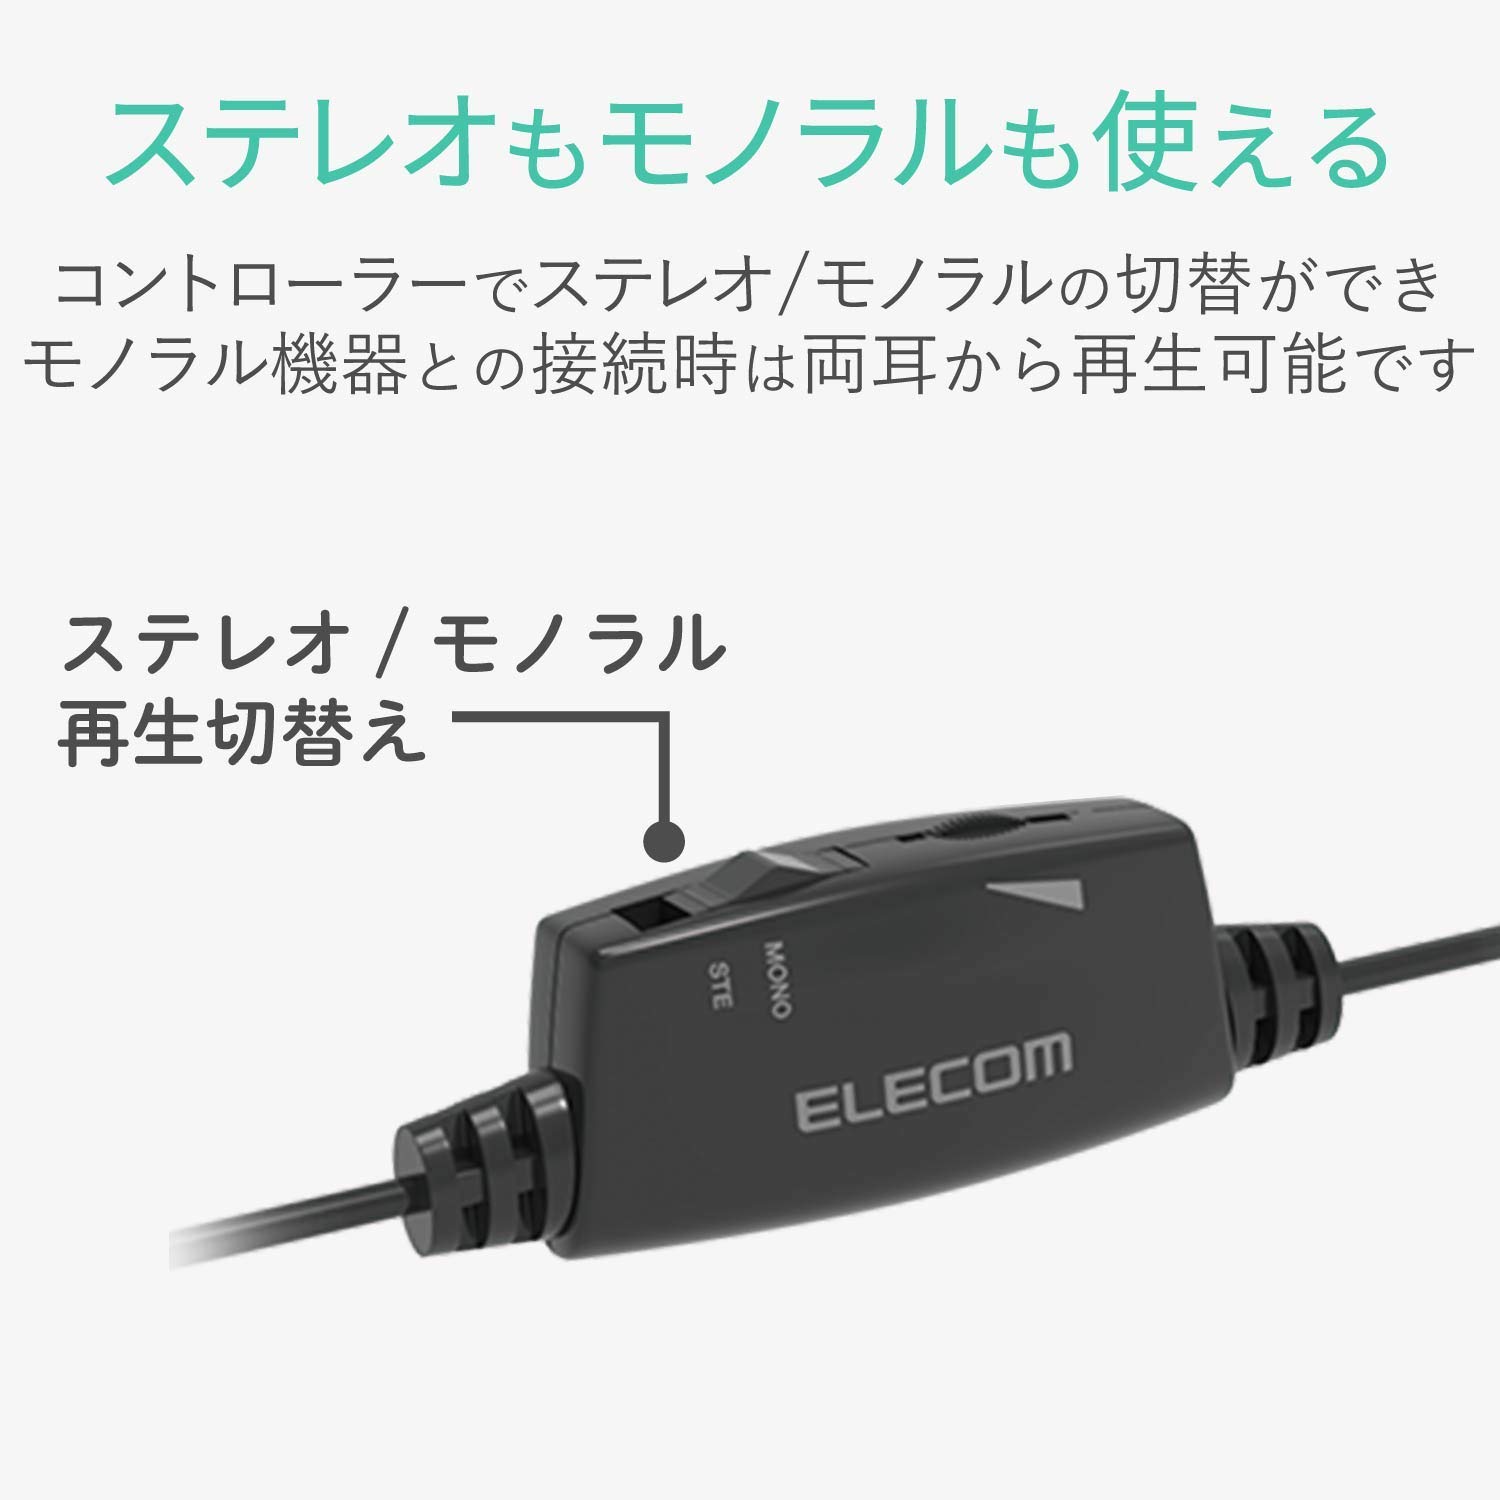 ステレオもモノラルも使える
コントローラーでステレオ/モノラルの切替ができ
モノラル機器との接続時は両耳から再生可能です
ステレオ/モノラル
再生切替え
MONO
STE
ELECOM